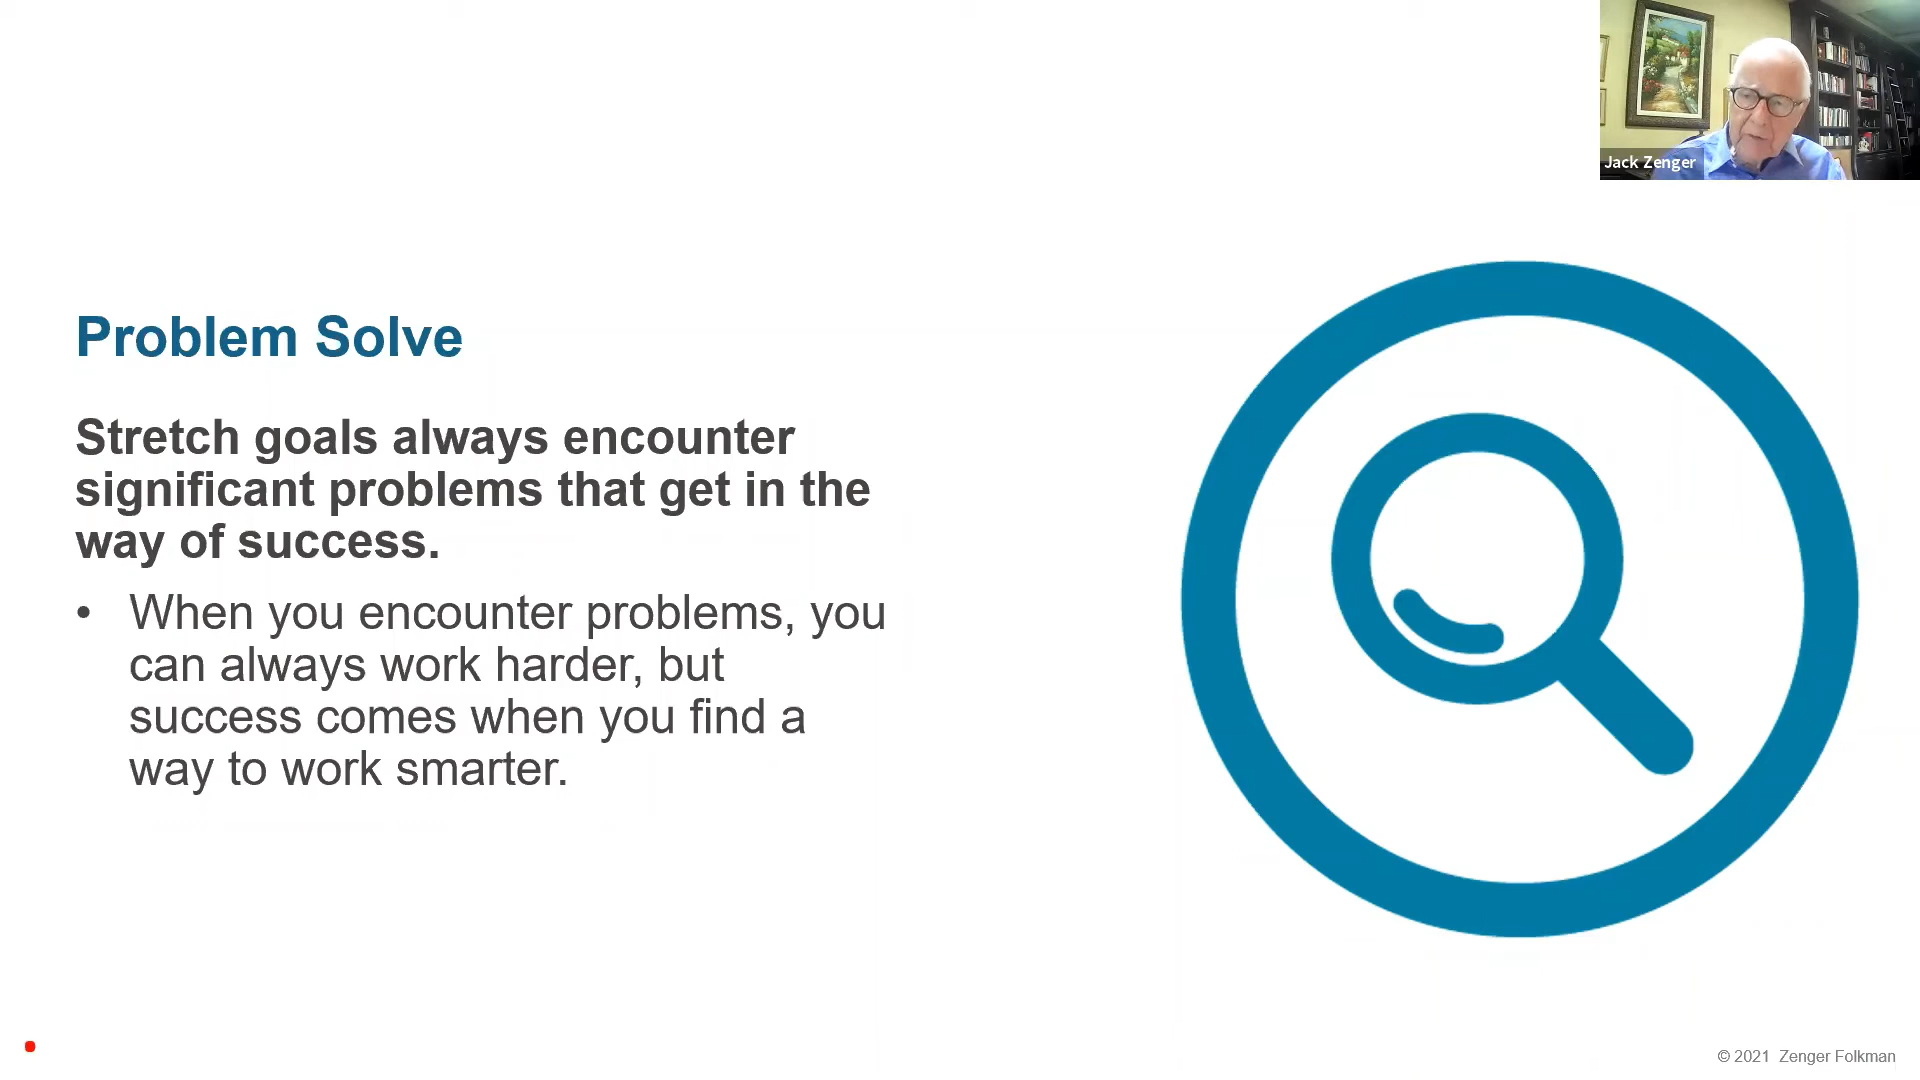 Jack Zenger
Problem Solve
Stretch goals always encounter
significant problems that get in the
way of success.
• When you encounter problems, you
can always work harder, but
success comes when you find a
way to work smarter.
© 2021 Zenger Folkman